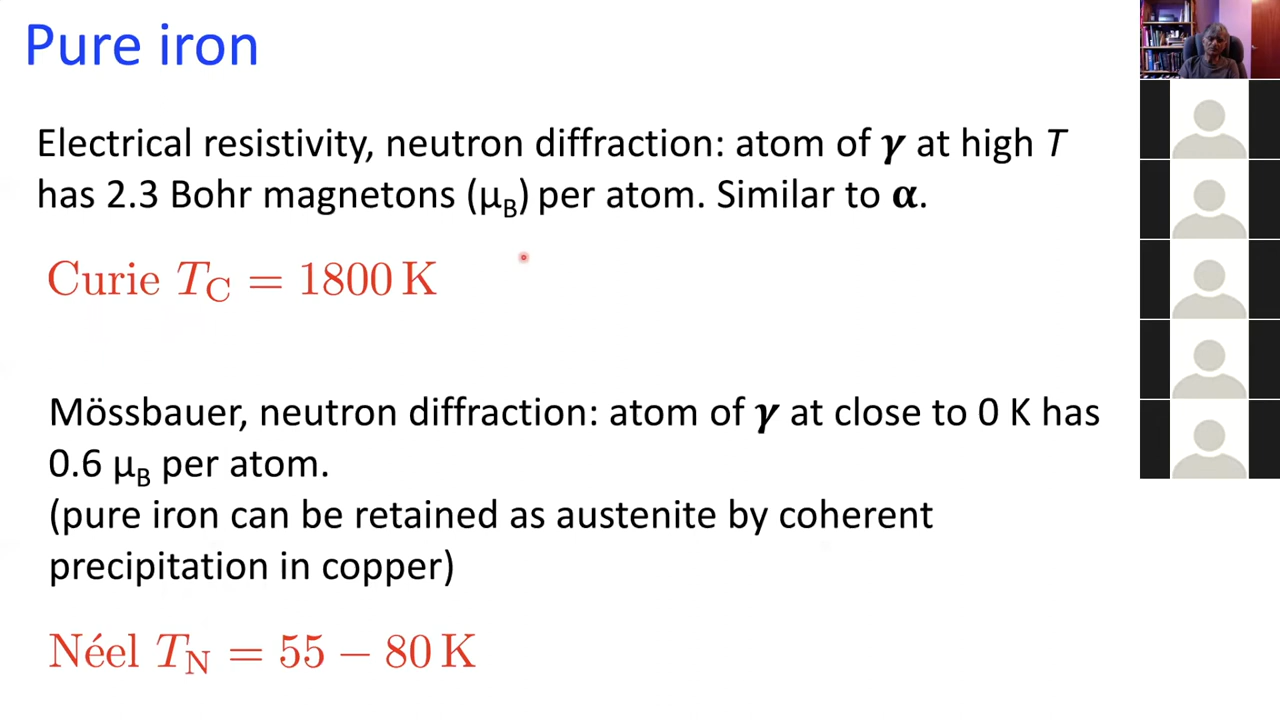 Pure iron
Electrical resistivity, neutron diffraction: atom of γ at high T
has 2.3 Bohr magnetons (μB) per atom. Similar to α.
Curie TC = 1800 K
Mössbauer, neutron diffraction: atom of γ at close to 0 K has
0.6 μB per atom.
(pure iron can be retained as austenite by coherent
precipitation in copper)
Néel TN = 55 – 80 K